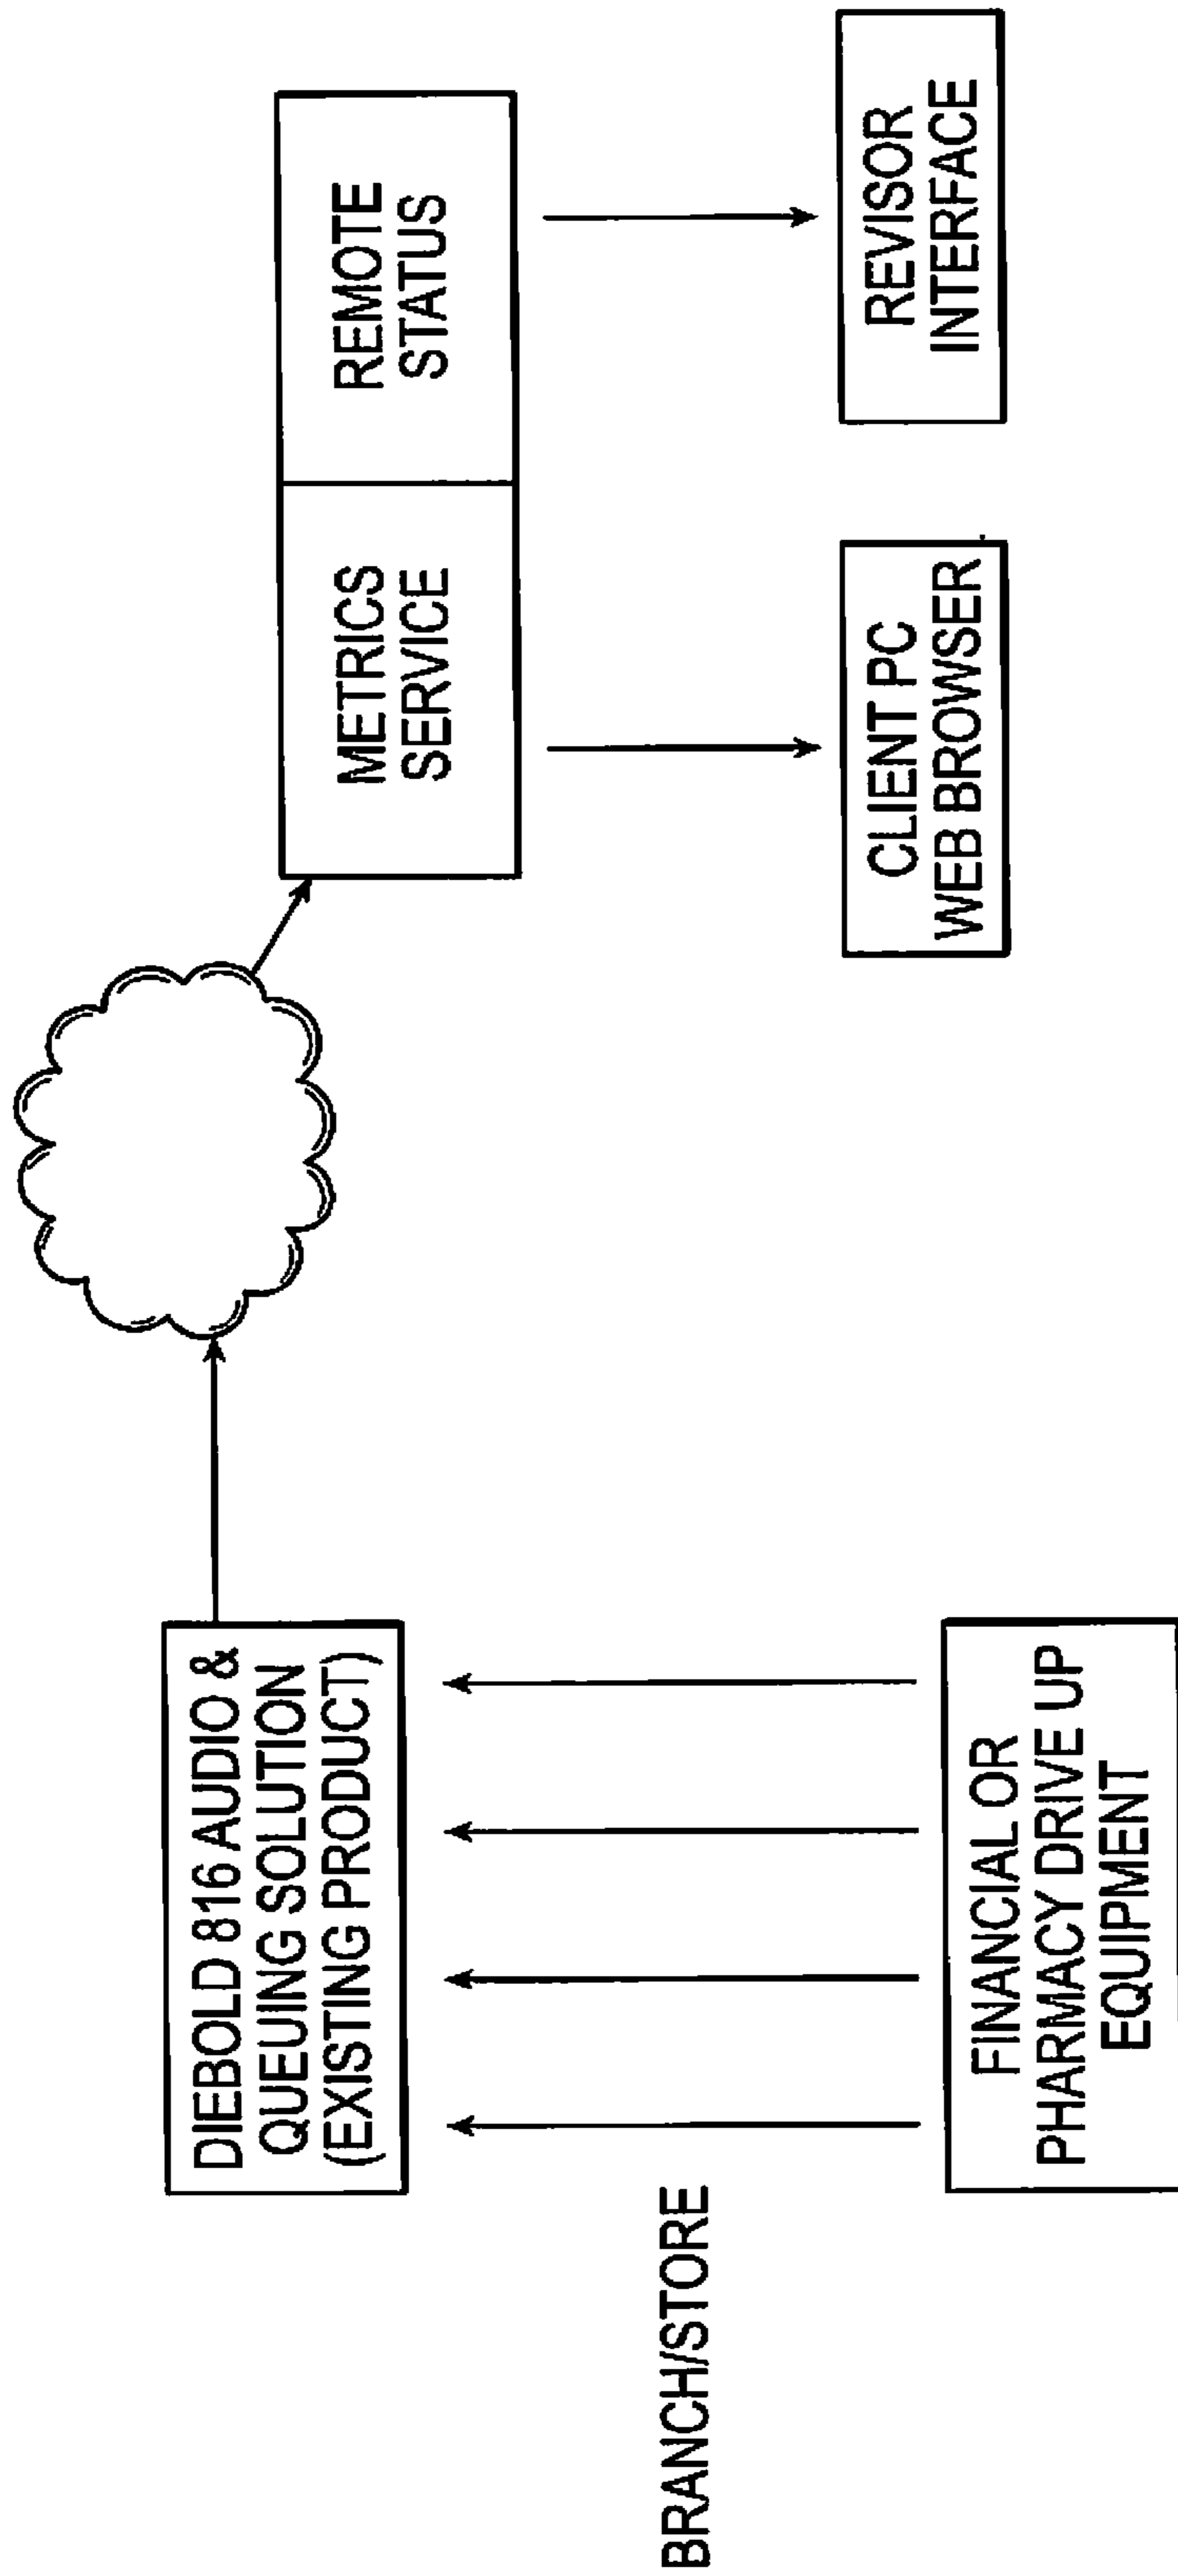 DIEBOLD 816 AUDIO &
QUEUING SOLUTION
(EXISTING PRODUCT)
METRICS
SERVICE
REMOTE
STATUS
BRANCH/STORE
FINANCIAL OR
PHARMACY DRIVE UP
EQUIPMENT
CLIENT PC
WEB BROWSER
REVISOR
INTERFACE